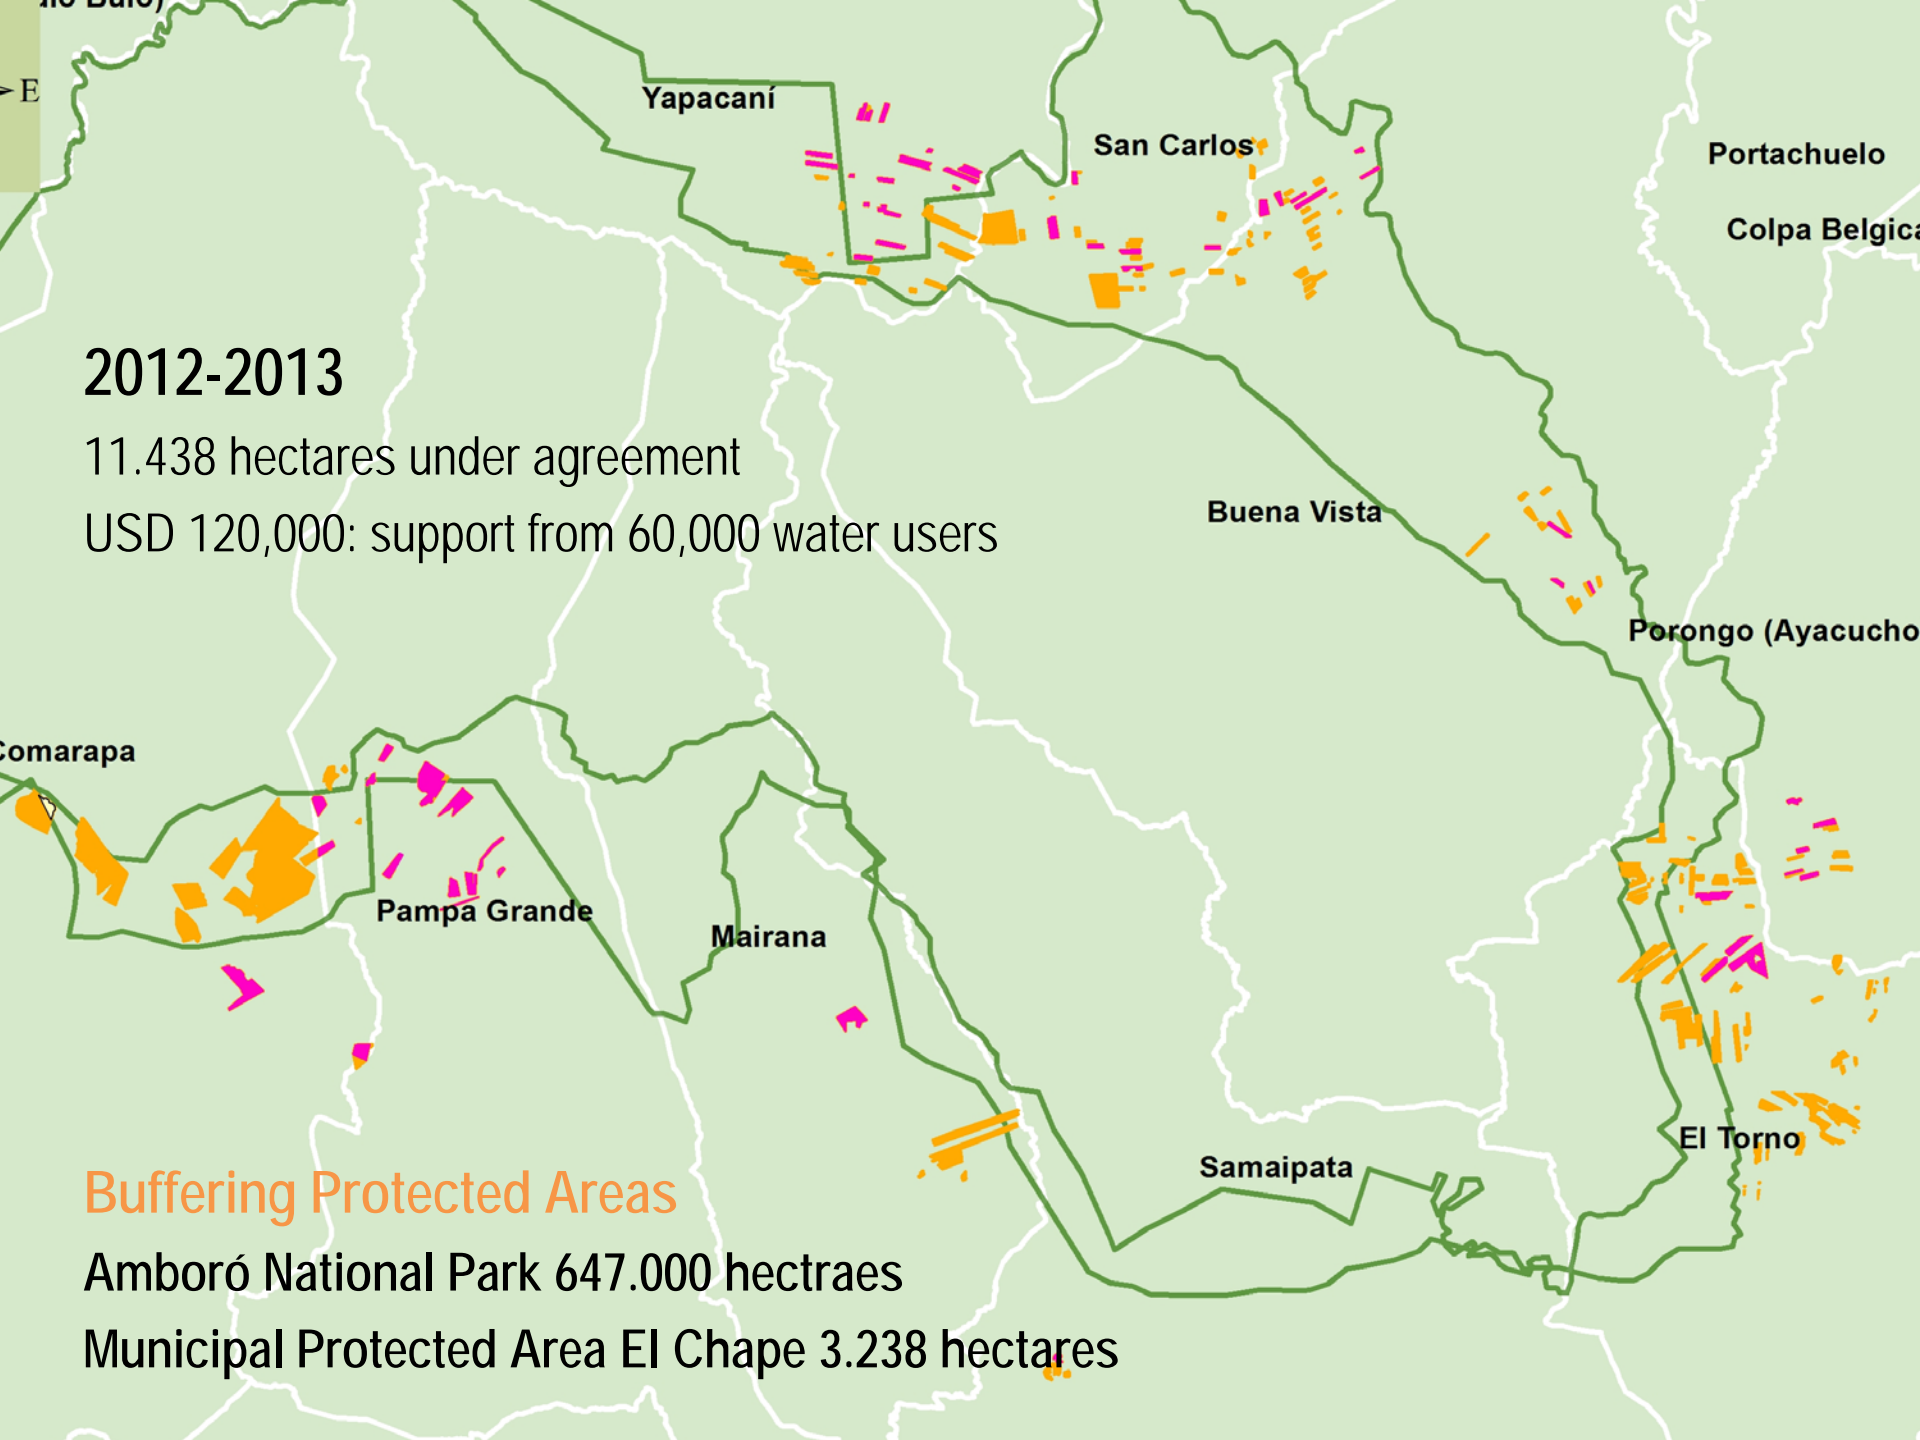 E
Yapacaní
San Carlos
Portachuelo
Colpa Belgica
2012-2013
11.438 hectares under agreement
USD 120,000: support from 60,000 water users
Buena Vista
Porongo (Ayacucho
Comarapa
Pampa Grande
Mairana
El Torno
Samaipata
Buffering Protected Areas
Amboró National Park 647.000 hectraes
Municipal Protected Area El Chape 3.238 hectares